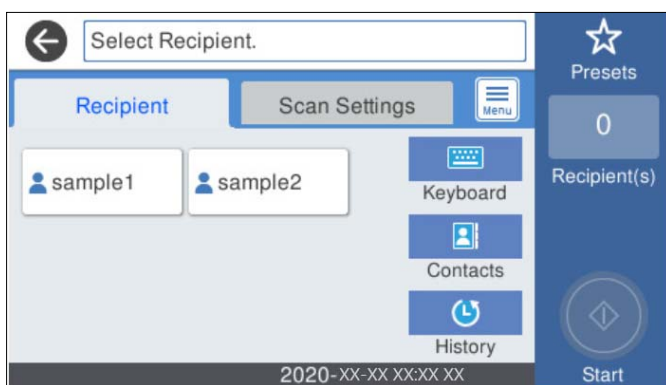 Select Recipient.
Presets
Recipient
Scan Settings
Menu
0
Recipient(s)
sample1
sample2
Keyboard
Contacts
History
2020-XX-XX XX:XX XX
Start